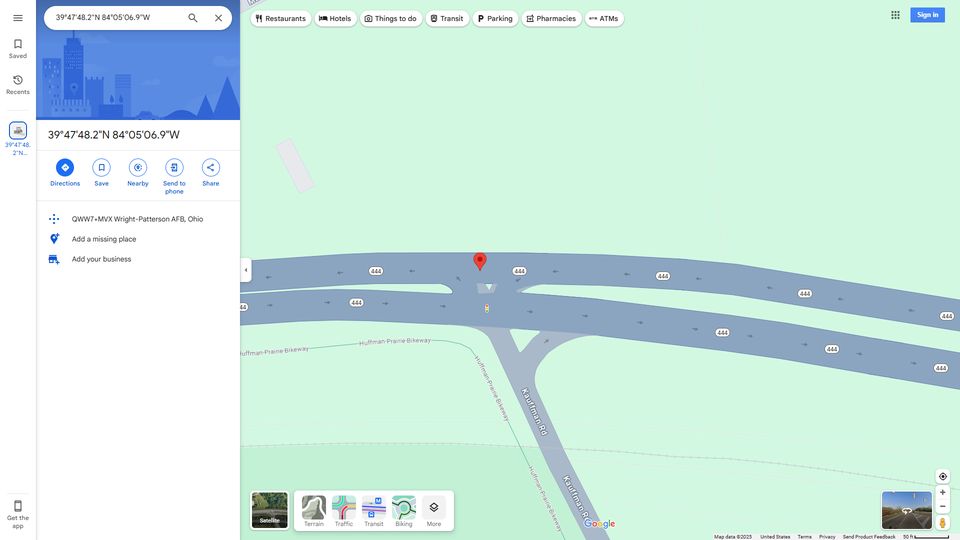 39°47'48.2"N 84°05'06.9"W
Restaurants
Hotels
Things to do
Transit
Parking
Pharmacies
ATMs
Sign in
Saved
Recents
39°47'48.
2"N...
39°47'48.2"N 84°05'06.9"W
Directions
Save
Nearby
Send to
phone
Share
QWW7+MVX Wright-Patterson AFB, Ohio
Add a missing place
Add your business
444
444
444
444
444
44
444
444
444
444
Huffman-Prairie Bikeway
Huffman-Prairie Bikeway
Huffman-Prairie Bikeway
Huffman-Prairie Bikeway
Kauffman Rd
Kauffman R
Get the
app
Satellite
Terrain
Traffic
M
Transit
Biking
More
Google
Map data ©2025
United States
Terms
Privacy
Send Product Feedback
50 ft